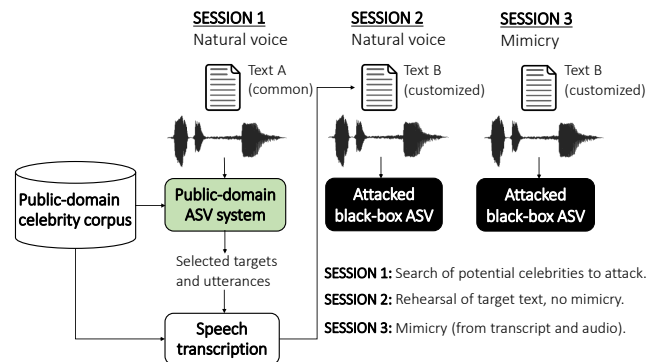 SESSION 1
Natural voice
Text A
(common)
SESSION 2
Natural voice
Text B
(customized)
SESSION 3
Mimicry
Text B
(customized)
Public-domain
celebrity corpus
Public-domain
ASV system
Attacked
black-box ASV
Attacked
black-box ASV
Selected targets
and utterances
Speech
transcription
SESSION 1: Search of potential celebrities to attack.
SESSION 2: Rehearsal of target text, no mimicry.
SESSION 3: Mimicry (from transcript and audio).